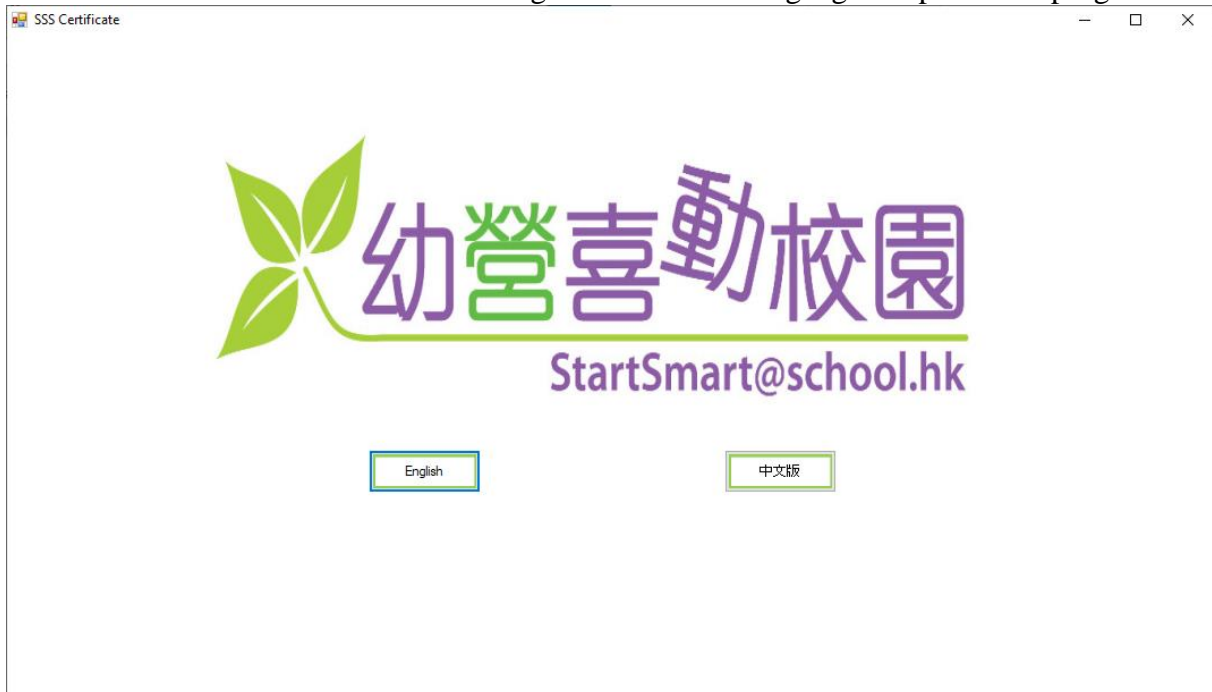 SSS Certificate
幼營喜動校園
StartSmart@school.hk
English
中文版